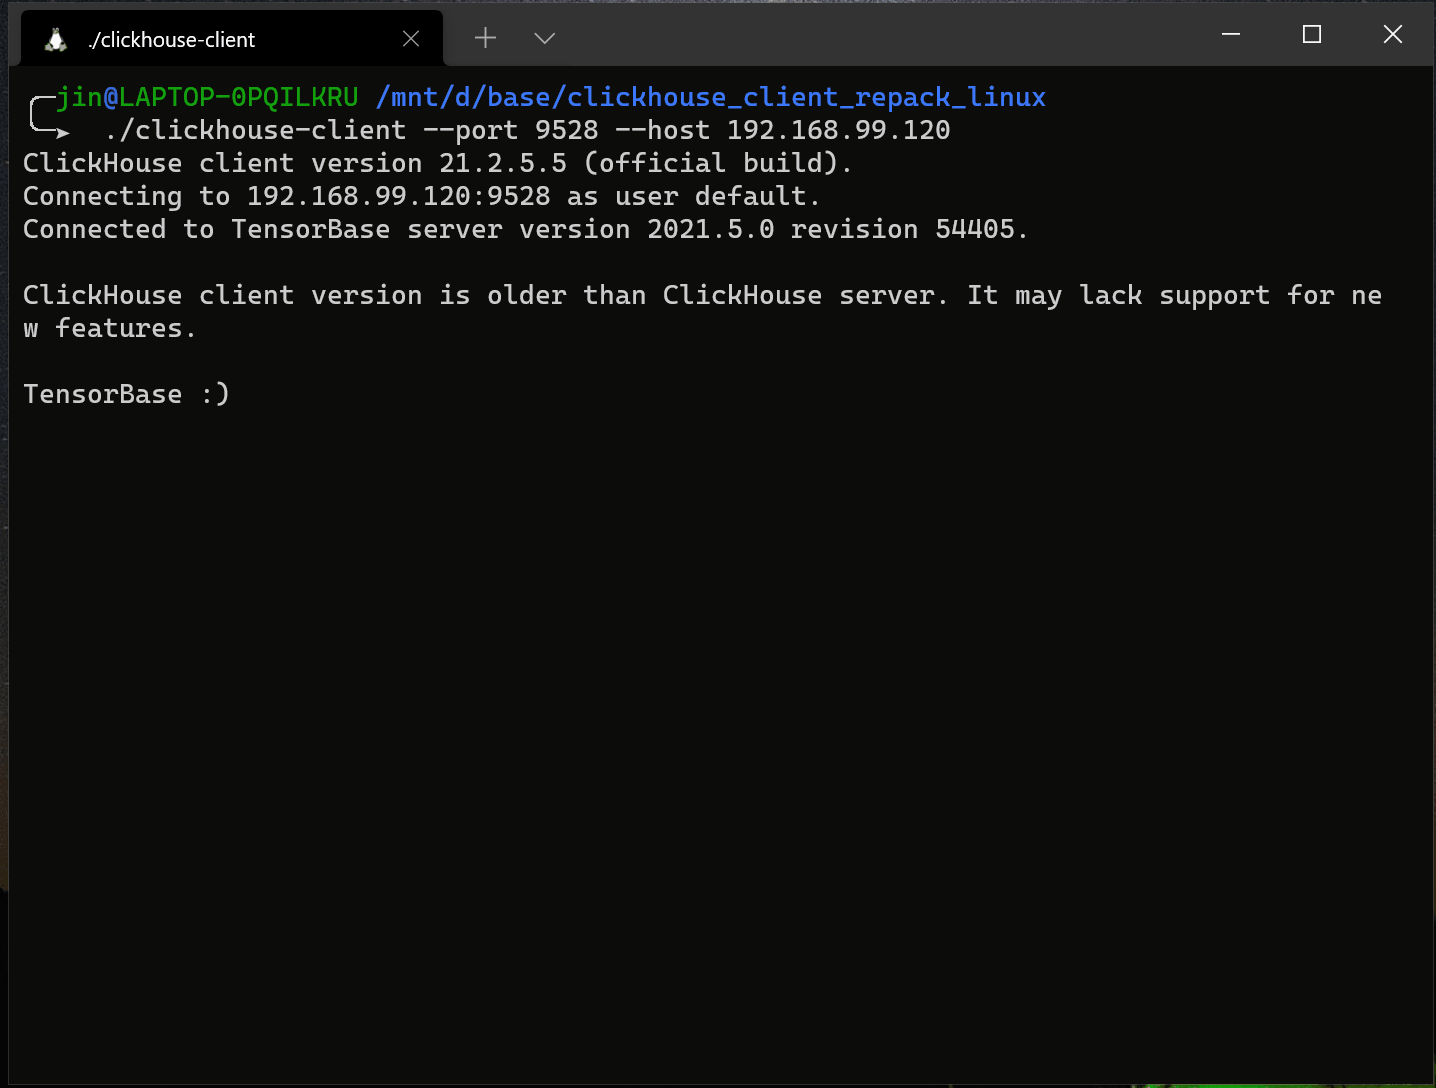 ./clickhouse-client
jin@LAPTOP-0PQILKRU /mnt/d/base/clickhouse_client_repack_linux
./clickhouse-client --port 9528 --host 192.168.99.120
ClickHouse client version 21.2.5.5 (official build).
Connecting to 192.168.99.120:9528 as user default.
Connected to TensorBase server version 2021.5.0 revision 54405.
ClickHouse client version is older than ClickHouse server. It may lack support for ne
w features.
TensorBase :)